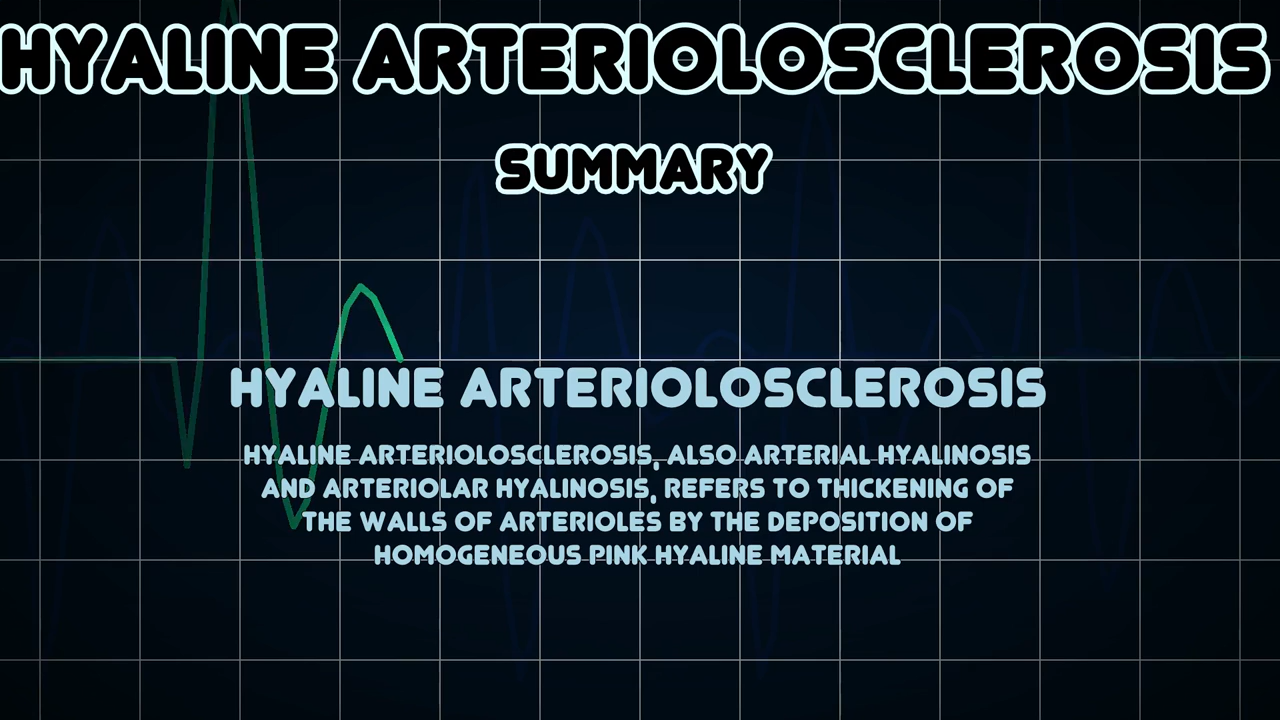 HYALINE ARTERIOLOSCLEROSIS
SUMMARY
HYALINE ARTERIOLOSCLEROSIS
HYALINE ARTERIOLOSCLEROSIS, ALSO ARTERIAL HYALINOSIS
AND ARTERIOLAR HYALINOSIS, REFERS TO THICKENING OF
THE WALLS OF ARTERIOLES BY THE DEPOSITION OF
HOMOGENEOUS PINK HYALINE MATERIAL